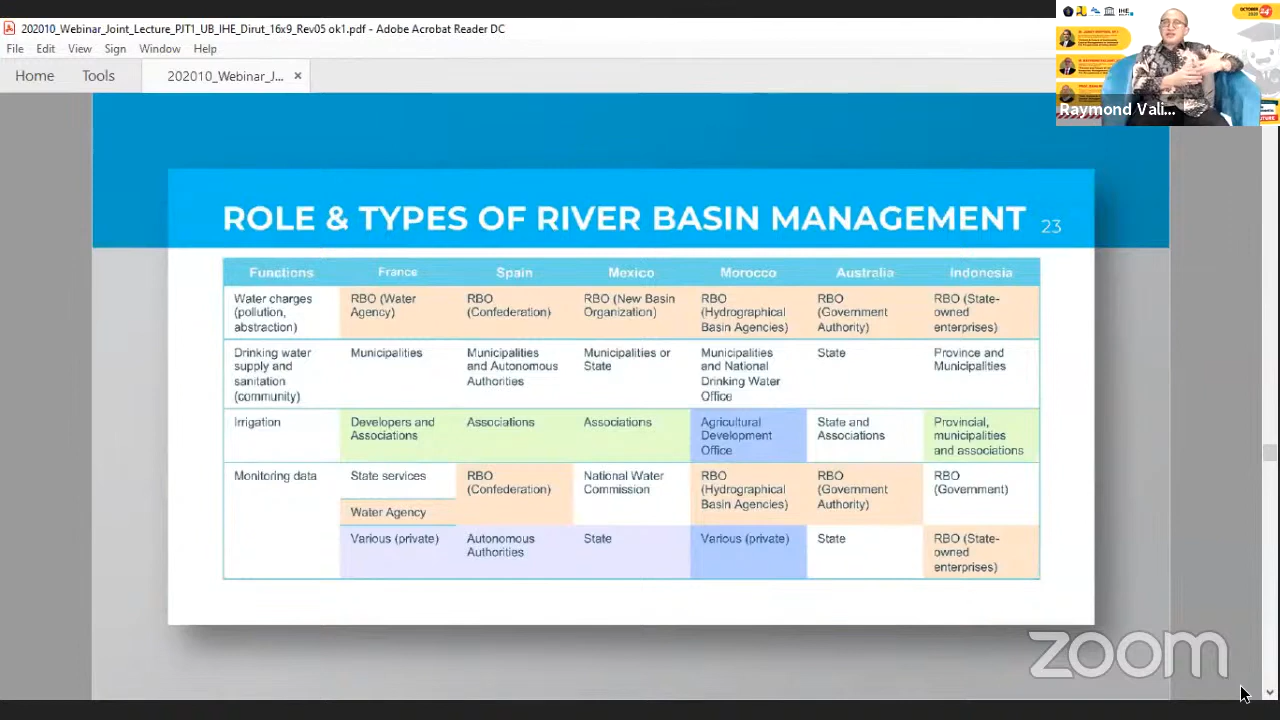 202010_Webinar_Joint_Lecture_PJT1_UB_IHE_Dirut_16x9_Rev05 ok1.pdf - Adobe Acrobat Reader DC
File Edit View Sign Window Help
Home Tools 202010_Webinar_J... ×
OCTOBER
24
IHE
Raymond Vali...
ROLE & TYPES OF RIVER BASIN MANAGEMENT 23
Functions France Spain Mexico Morocco Australia Indonesia
Water charges
(pollution,
abstraction)
RBO (Water
Agency)
RBO
(Confederation)
RBO (New Basin
Organization)
RBO
(Hydrographical
Basin Agencies)
RBO
(Government
Authority)
RBO (State-
owned
enterprises)
Drinking water
supply and
sanitation
(community)
Municipalities
Municipalities
and Autonomous
Authorities
Municipalities or
State
Municipalities
and National
Drinking Water
Office
State
Province and
Municipalities
Irrigation
Developers and
Associations
Associations
Associations
Agricultural
Development
Office
State and
Associations
Provincial,
municipalities
and associations
Monitoring data
State services
Water Agency
RBO
(Confederation)
National Water
Commission
RBO
(Hydrographical
Basin Agencies)
RBO
(Government
Authority)
RBO
(Government)
Various (private)
Autonomous
Authorities
State
Various (private)
State
RBO (State-
owned
enterprises)
zoom